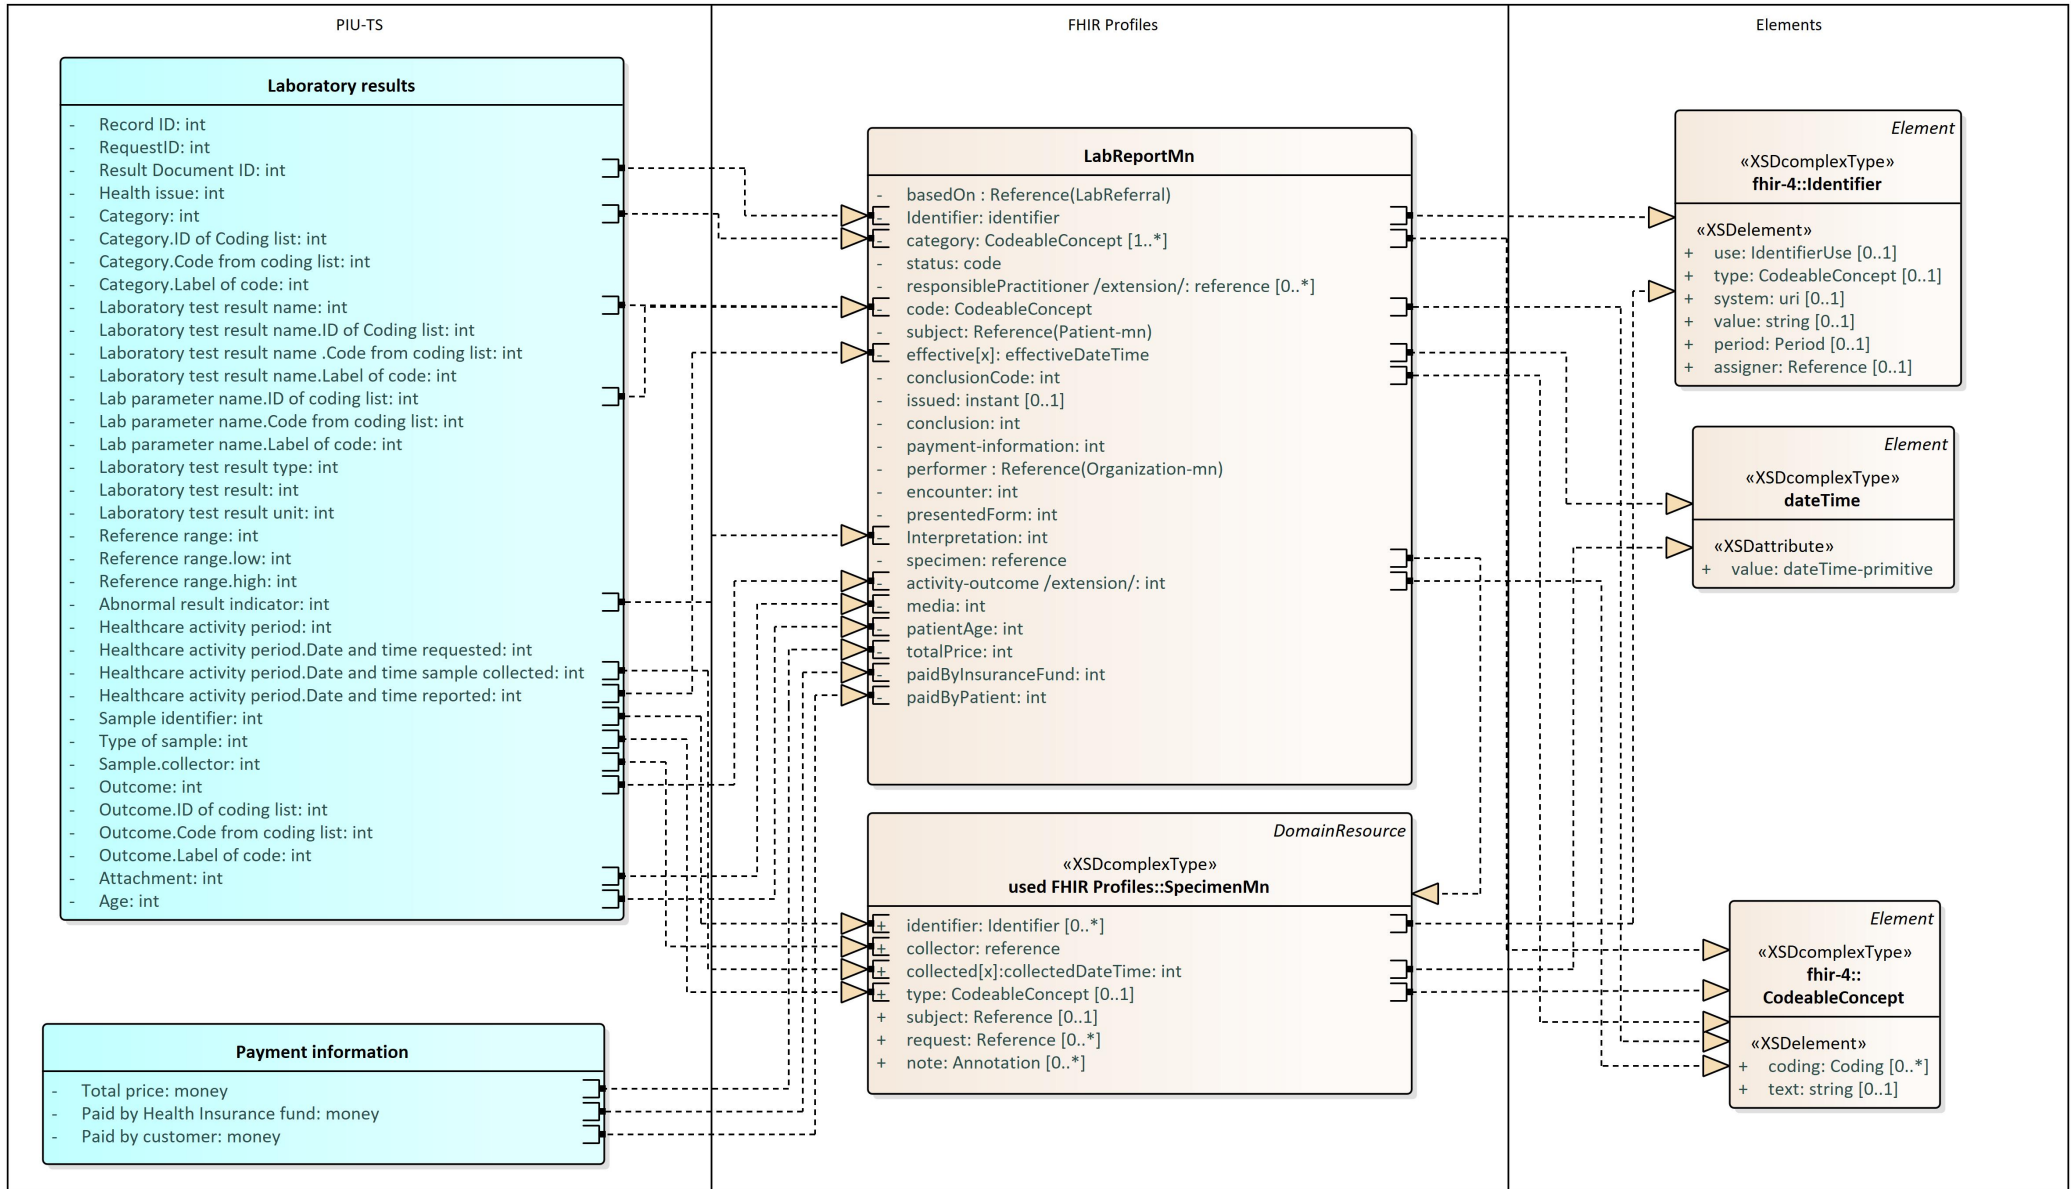 PIU-TS
FHIR Profiles
Elements
Laboratory results
- Record ID: int
- RequestID: int
- Result Document ID: int
- Health issue: int
- Category: int
- Category.ID of Coding list: int
- Category.Code from coding list: int
- Category.Label of code: int
- Laboratory test result name: int
- Laboratory test result name.ID of Coding list: int
- Laboratory test result name .Code from coding list: int
- Laboratory test result name.Label of code: int
- Lab parameter name.ID of coding list: int
- Lab parameter name.Code from coding list: int
- Lab parameter name.Label of code: int
- Laboratory test result type: int
- Laboratory test result: int
- Laboratory test result unit: int
- Reference range: int
- Reference range.low: int
- Reference range.high: int
- Abnormal result indicator: int
- Healthcare activity period: int
- Healthcare activity period.Date and time requested: int
- Healthcare activity period.Date and time sample collected: int
- Healthcare activity period.Date and time reported: int
- Sample identifier: int
- Type of sample: int
- Sample.collector: int
- Outcome: int
- Outcome.ID of coding list: int
- Outcome.Code from coding list: int
- Outcome.Label of code: int
- Attachment: int
- Age: int
Payment information
- Total price: money
- Paid by Health Insurance fund: money
- Paid by customer: money
LabReportMn
- basedOn : Reference(LabReferral)
- Identifier: identifier
- category: CodeableConcept [1..*]
- status: code
- responsiblePractitioner /extension/: reference [0..*]
- code: CodeableConcept
- subject: Reference(Patient-mn)
- effective[x]: effectiveDateTime
- conclusionCode: int
- issued: instant [0..1]
- conclusion: int
- payment-information: int
- performer : Reference(Organization-mn)
- encounter: int
- presentedForm: int
- Interpretation: int
- specimen: reference
- activity-outcome /extension/: int
- media: int
- patientAge: int
- totalPrice: int
- paidByInsuranceFund: int
- paidByPatient: int
DomainResource
«XSDcomplexType»
used FHIR Profiles::SpecimenMn
+ identifier: Identifier [0..*]
+ collector: reference
+ collected[x]:collectedDateTime: int
+ type: CodeableConcept [0..1]
+ subject: Reference [0..1]
+ request: Reference [0..*]
+ note: Annotation [0..*]
Element
«XSDcomplexType»
fhir-4::Identifier
«XSDelement»
+ use: IdentifierUse [0..1]
+ type: CodeableConcept [0..1]
+ system: uri [0..1]
+ value: string [0..1]
+ period: Period [0..1]
+ assigner: Reference [0..1]
Element
«XSDcomplexType»
dateTime
«XSDattribute»
+ value: dateTime-primitive
Element
«XSDcomplexType»
fhir-4::
CodeableConcept
«XSDelement»
+ coding: Coding [0..*]
+ text: string [0..1]